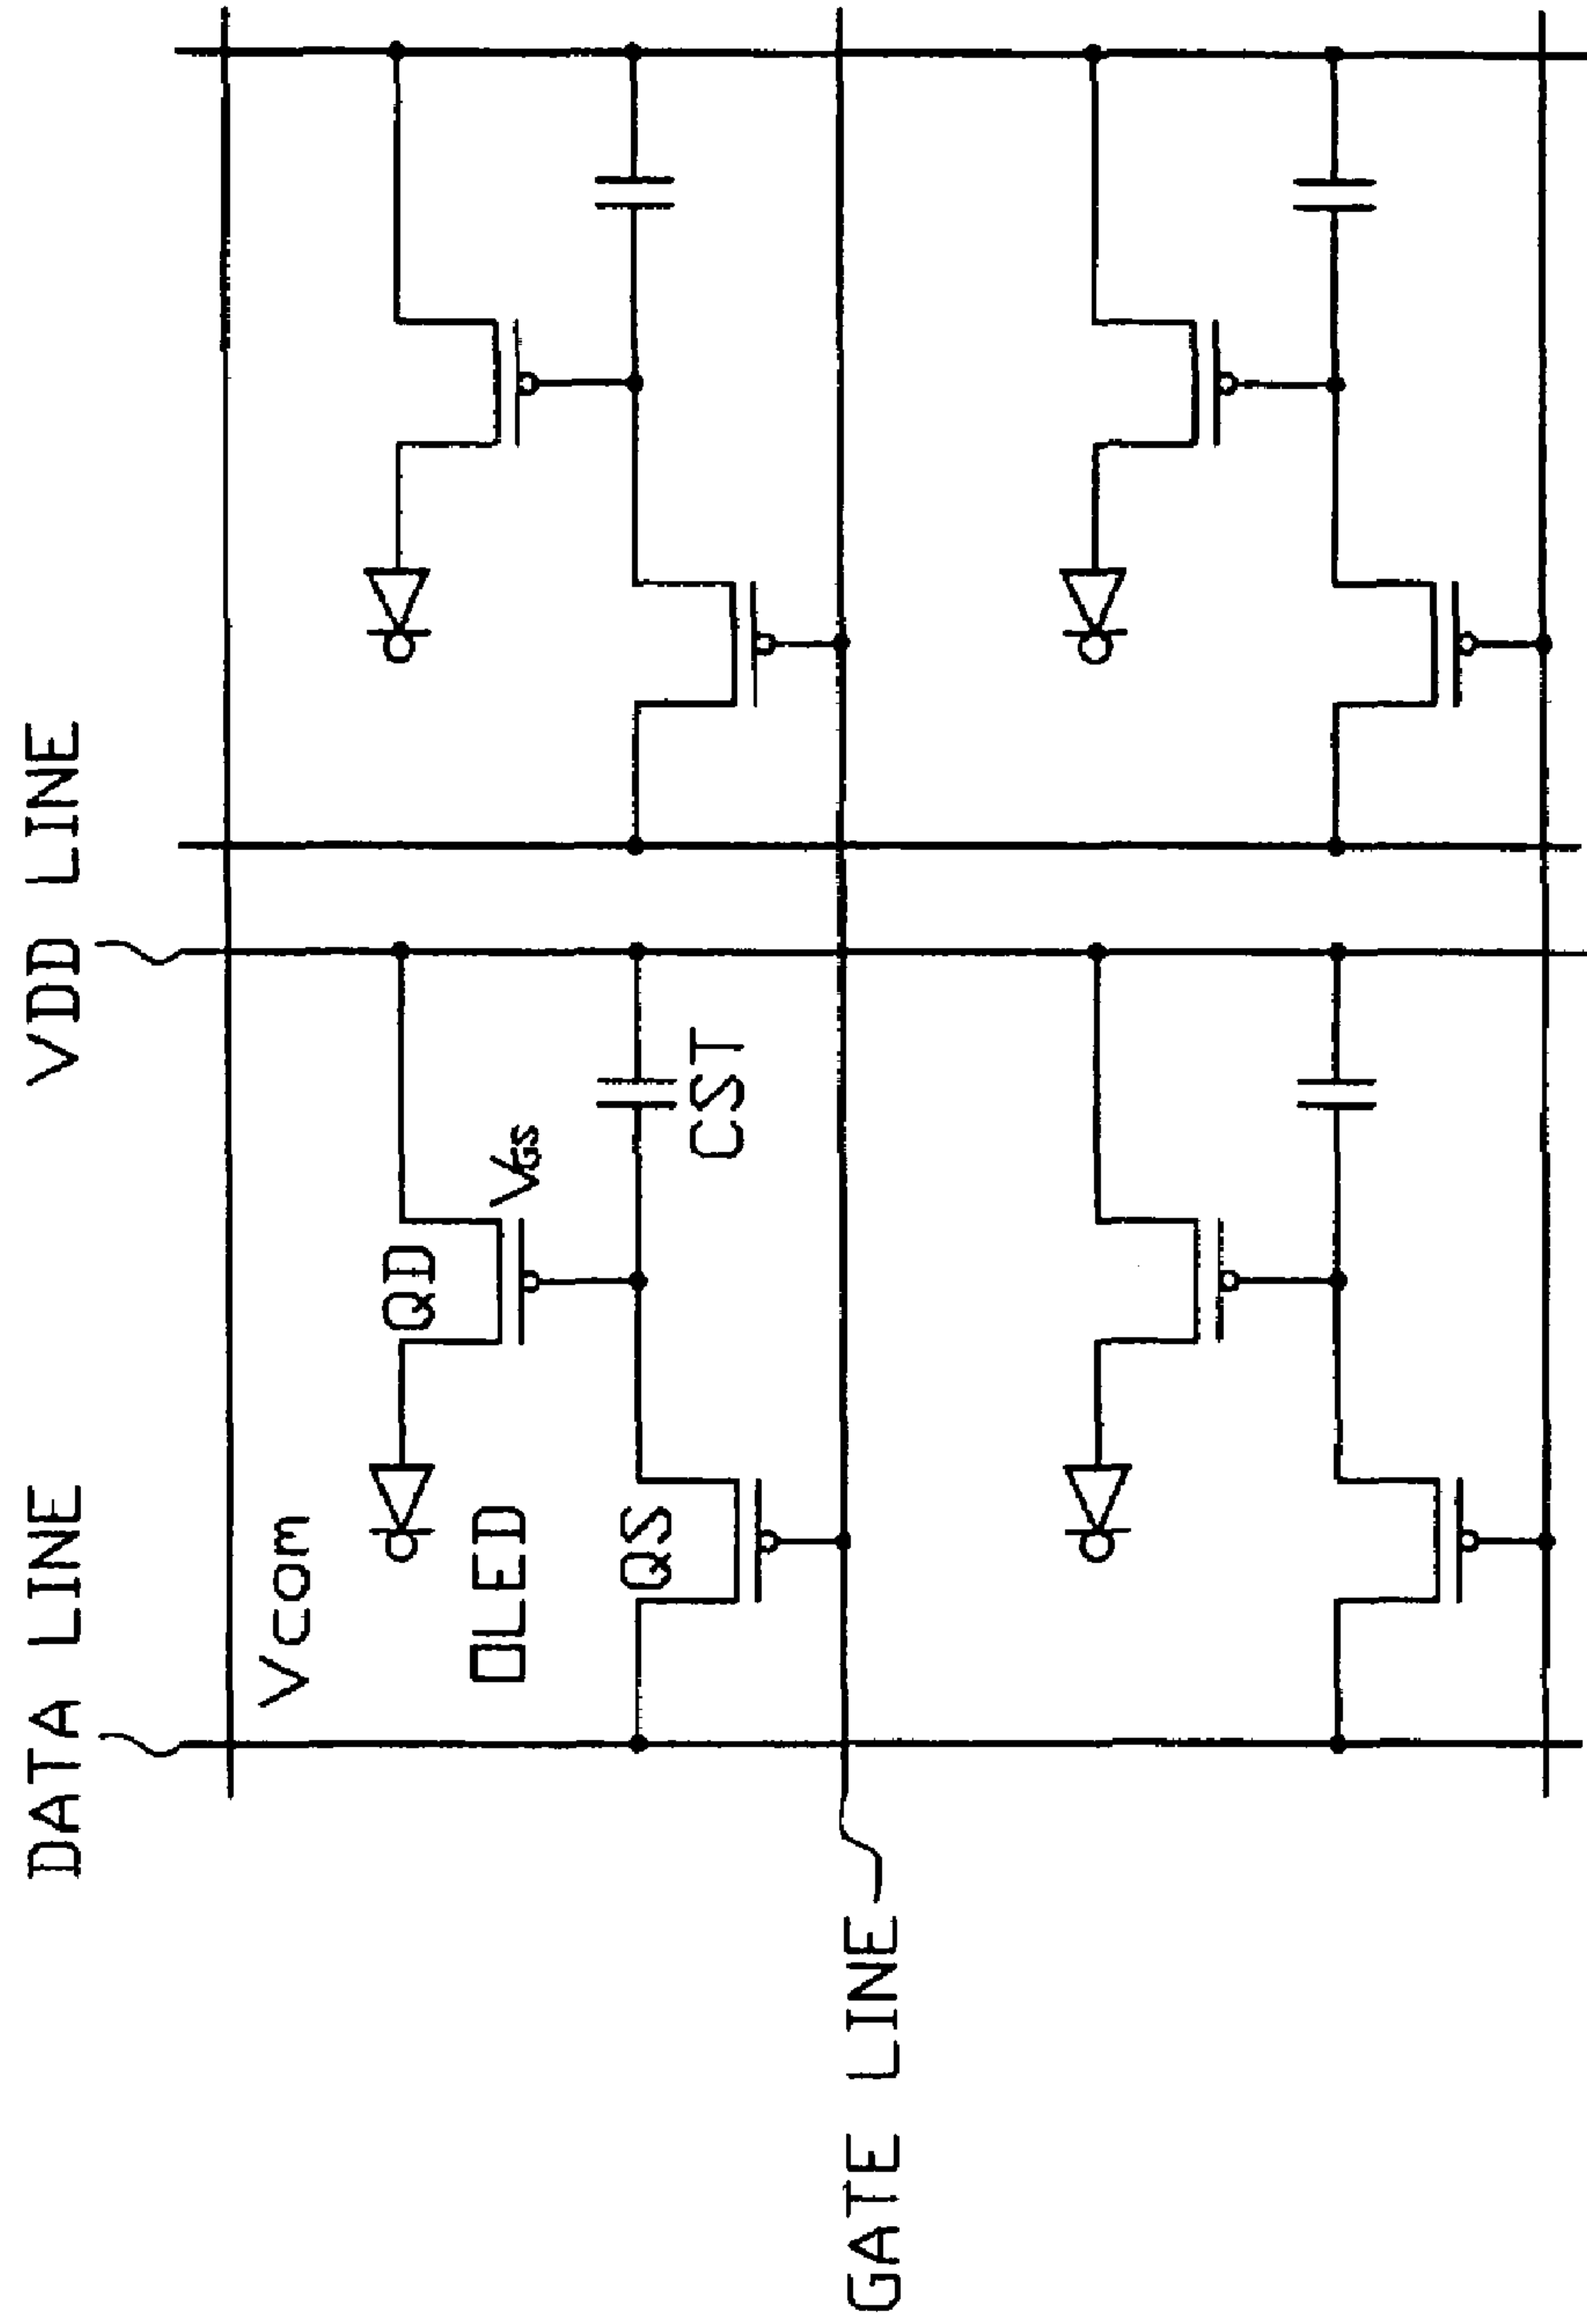 DATA LINE
VDD LINE
Vcom
QD
OLED
VGS
QS
CST
GATE LINE